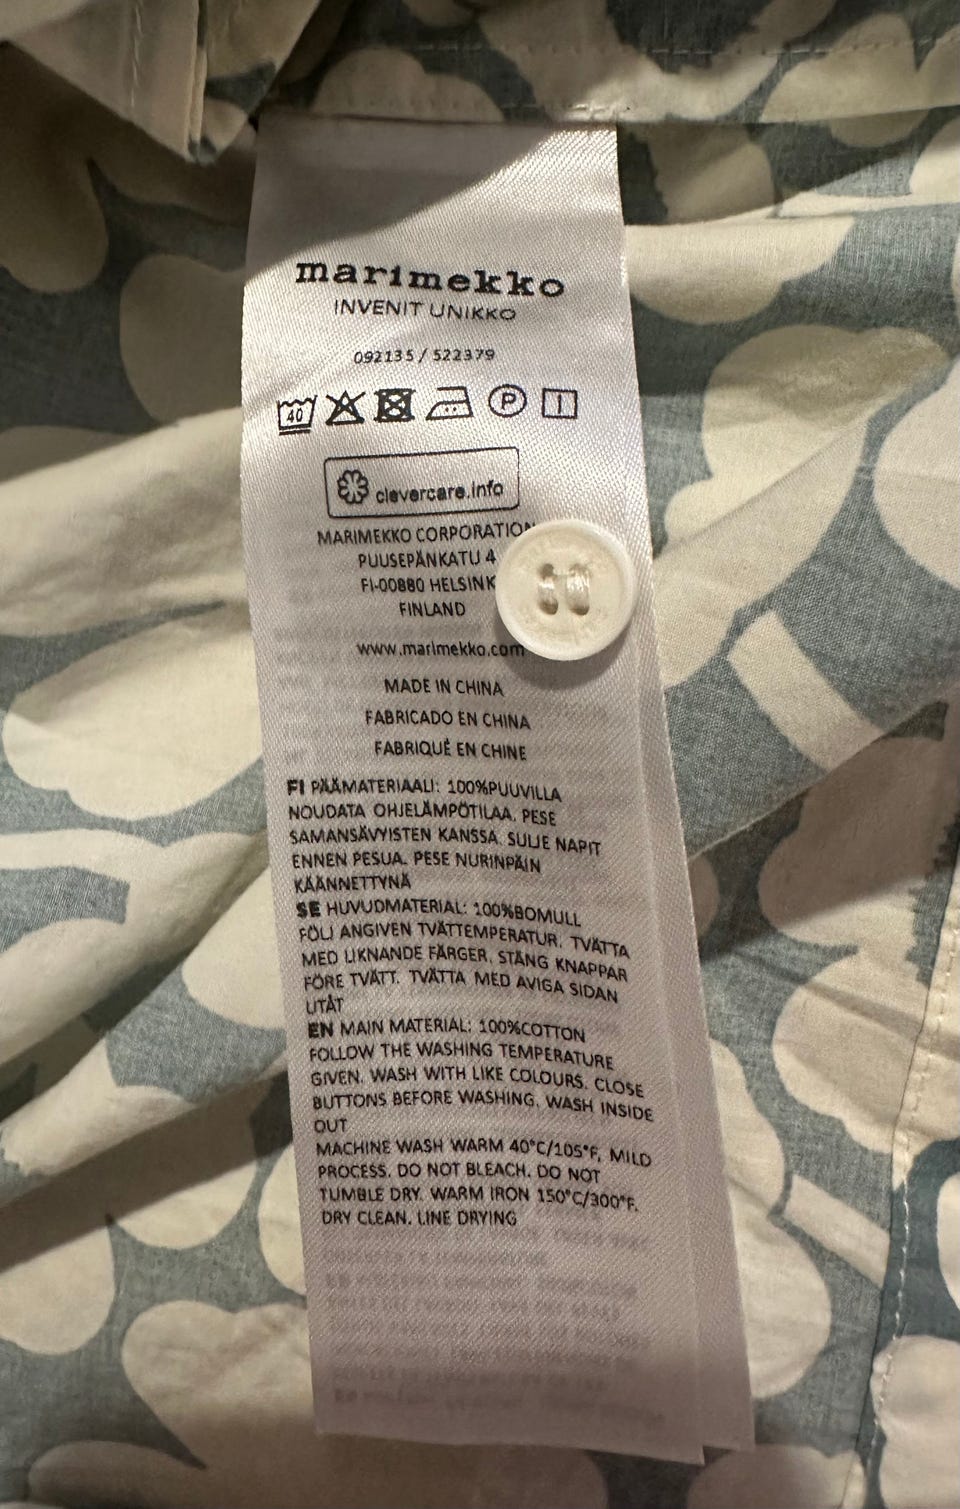 marimekko
INVENIT UNIKKO
092135 / 522379
40 P
clevercare.info
MARIMEKKO CORPORATION
PUUSEPÄNKATU 4
FI-00880 HELSINK
FINLAND
www.marimekko.com
MADE IN CHINA
FABRICADO EN CHINA
FABRIQUÉ EN CHINE
FI PÄÄMATERIAALI: 100%PUUVILLA
NOUDATA OHJELÄMPÖTILAA, PESE
SAMANSÄVYISTEN KANSSA. SULJE NAPIT
ENNEN PESUA. PESE NURINPÄIN
KÄÄNNETTYNÄ
SE HUVUDMATERIAL: 100%BOMULL
FÖLJ ANGIVEN TVÄTTEMPERATUR. TVÄTTA
MED LIKNANDE FÄRGER. STÄNG KNAPPAR
FÖRE TVÄTT. TVÄTTA MED AVIGA SIDAN
UTÅT
EN MAIN MATERIAL: 100%COTTON
FOLLOW THE WASHING TEMPERATURE
GIVEN. WASH WITH LIKE COLOURS. CLOSE
BUTTONS BEFORE WASHING. WASH INSIDE
OUT
MACHINE WASH WARM 40°C/105°F, MILD
PROCESS. DO NOT BLEACH. DO NOT
TUMBLE DRY. WARM IRON 150°C/300°F.
DRY CLEAN. LINE DRYING